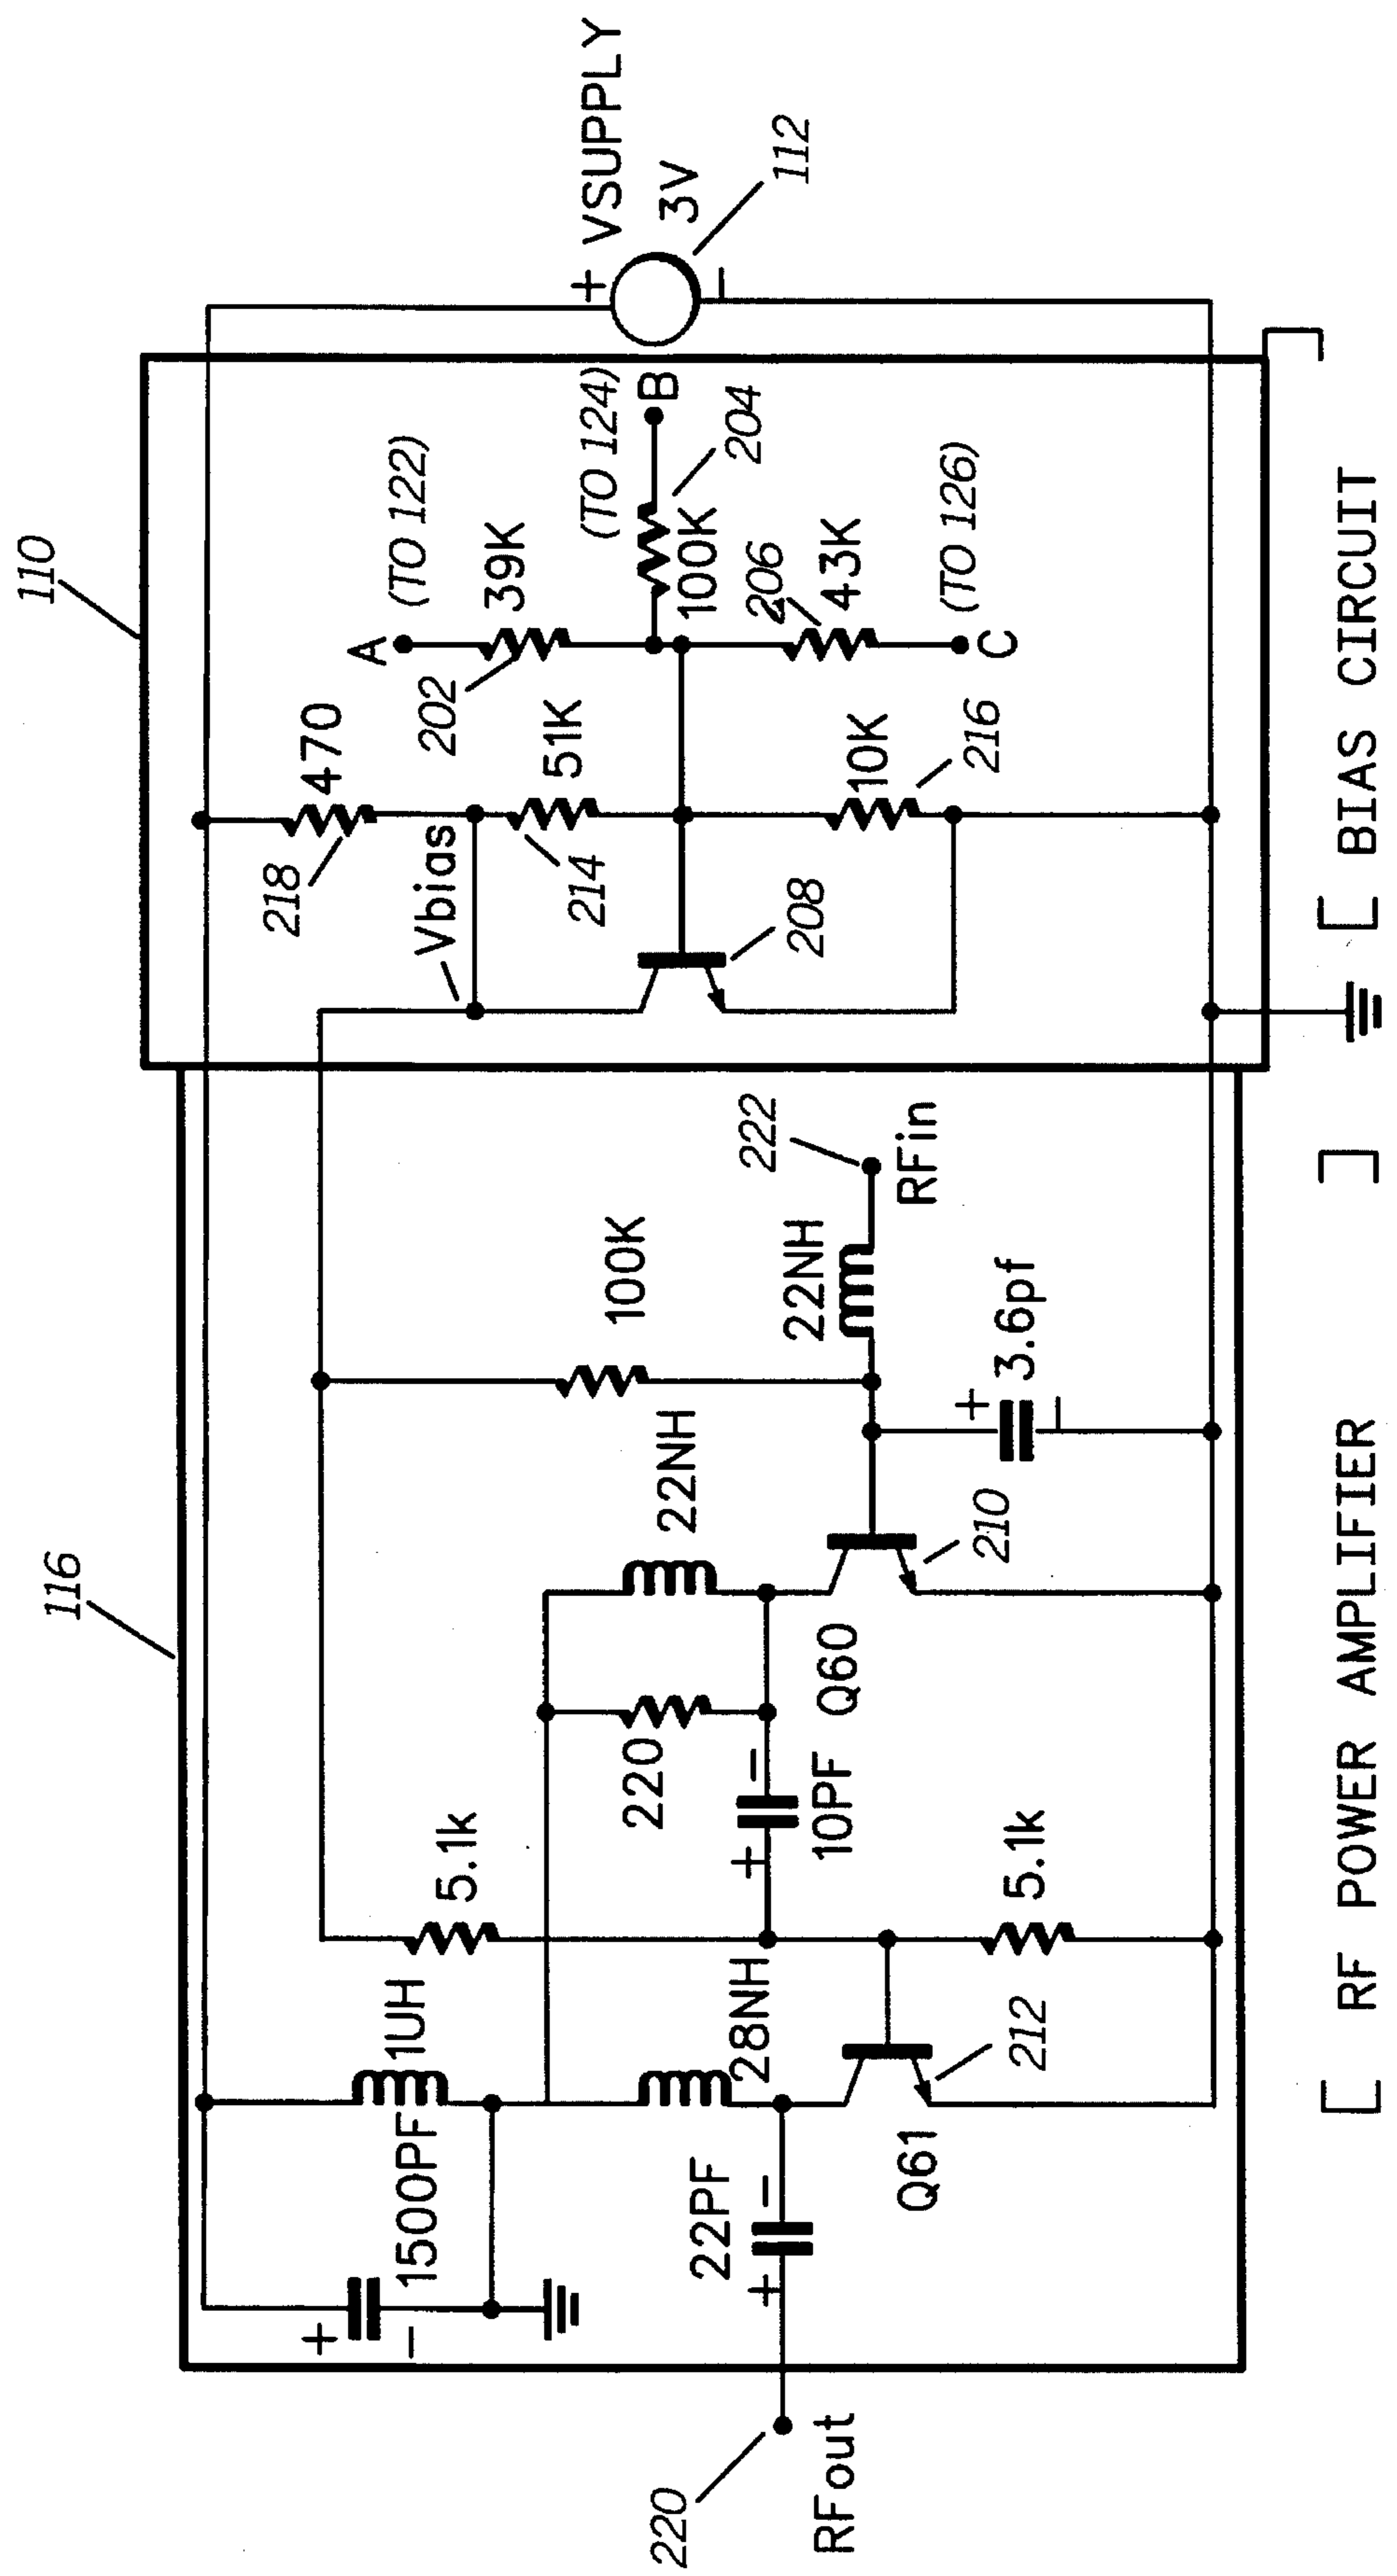 110
116
VSUPPLY
+
3V
−
112
470
218
A
(TO 122)
39K
202
(TO 124)
B
204
100K
206
43K
(TO 126)
C
Vbias
51K
214
10K
216
208
222
RFin
100K
22NH
22NH
+
3.6pf
−
210
Q60
220
−
10PF
+
5.1k
5.1k
1UH
28NH
212
Q61
1500PF
+
−
22PF
−
+
220
RFout
[ RF POWER AMPLIFIER ]
[ BIAS CIRCUIT ]